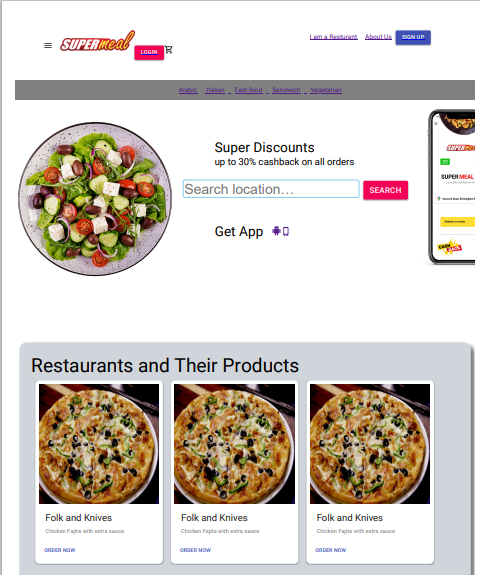 SUPERmeal
LOGIN
I am a Resturant About Us SIGN UP
Arabic Italian Fast food Sandwich Vegetarian
Super Discounts
up to 30% cashback on all orders
Search location... SEARCH
Get App
SUPER MEAL
CASH BACK
Restaurants and Their Products
Folk and Knives
Chicken Fajita with extra sauce
ORDER NOW
Folk and Knives
Chicken Fajita with extra sauce
ORDER NOW
Folk and Knives
Chicken Fajita with extra sauce
ORDER NOW